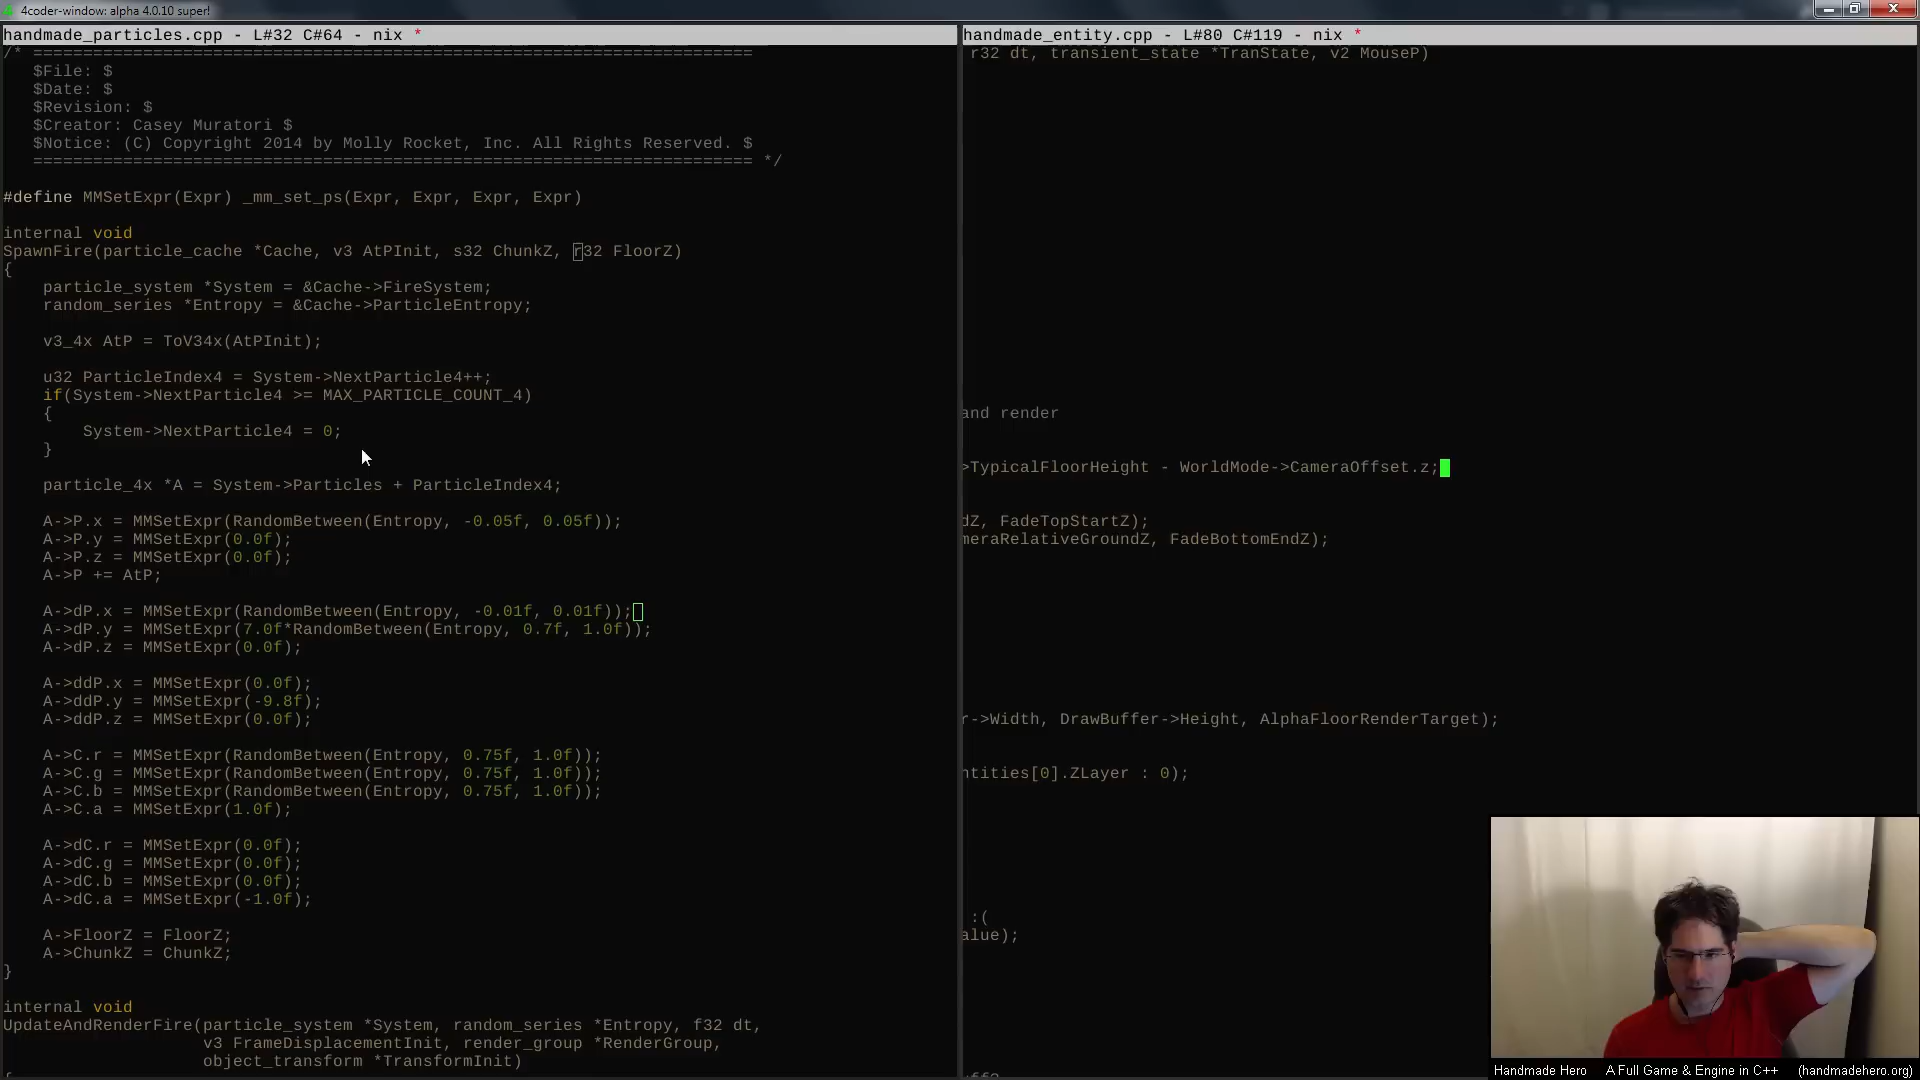 4coder-window: alpha 4.0.10 super!
handmade_particles.cpp - L#32 C#64 - nix *
/* ========================================================================
$File: $
$Date: $
$Revision: $
$Creator: Casey Muratori $
$Notice: (C) Copyright 2014 by Molly Rocket, Inc. All Rights Reserved. $
======================================================================== */
#define MMSetExpr(Expr) _mm_set_ps(Expr, Expr, Expr, Expr)
internal void
SpawnFire(particle_cache *Cache, v3 AtPInit, s32 ChunkZ, r32 FloorZ)
{
particle_system *System = &Cache->FireSystem;
random_series *Entropy = &Cache->ParticleEntropy;
v3_4x AtP = ToV34x(AtPInit);
u32 ParticleIndex4 = System->NextParticle4++;
if(System->NextParticle4 >= MAX_PARTICLE_COUNT_4)
{
System->NextParticle4 = 0;
}
particle_4x *A = System->Particles + ParticleIndex4;
A->P.x = MMSetExpr(RandomBetween(Entropy, -0.05f, 0.05f));
A->P.y = MMSetExpr(0.0f);
A->P.z = MMSetExpr(0.0f);
A->P += AtP;
A->dP.x = MMSetExpr(RandomBetween(Entropy, -0.01f, 0.01f));
A->dP.y = MMSetExpr(7.0f*RandomBetween(Entropy, 0.7f, 1.0f));
A->dP.z = MMSetExpr(0.0f);
A->ddP.x = MMSetExpr(0.0f);
A->ddP.y = MMSetExpr(-9.8f);
A->ddP.z = MMSetExpr(0.0f);
A->C.r = MMSetExpr(RandomBetween(Entropy, 0.75f, 1.0f));
A->C.g = MMSetExpr(RandomBetween(Entropy, 0.75f, 1.0f));
A->C.b = MMSetExpr(RandomBetween(Entropy, 0.75f, 1.0f));
A->C.a = MMSetExpr(1.0f);
A->dC.r = MMSetExpr(0.0f);
A->dC.g = MMSetExpr(0.0f);
A->dC.b = MMSetExpr(0.0f);
A->dC.a = MMSetExpr(-1.0f);
A->FloorZ = FloorZ;
A->ChunkZ = ChunkZ;
}
internal void
UpdateAndRenderFire(particle_system *System, random_series *Entropy, f32 dt,
v3 FrameDisplacementInit, render_group *RenderGroup,
object_transform *TransformInit)
handmade_entity.cpp - L#80 C#119 - nix *
r32 dt, transient_state *TranState, v2 MouseP)
and render
>TypicalFloorHeight - WorldMode->CameraOffset.z;
dZ, FadeTopStartZ);
meraRelativeGroundZ, FadeBottomEndZ);
r->Width, DrawBuffer->Height, AlphaFloorRenderTarget);
ntities[0].ZLayer : 0);
:(
alue);
Handmade Hero A Full Game & Engine in C++ (handmadehero.org)